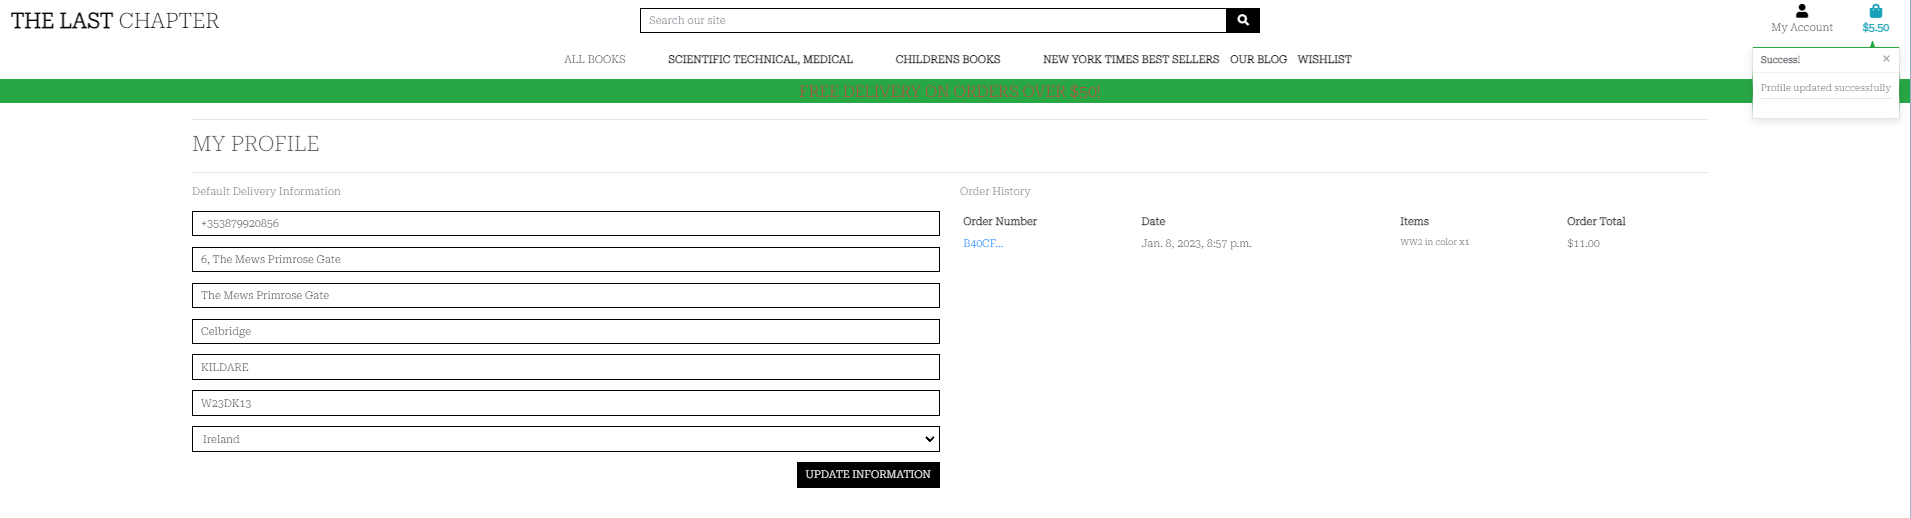 THE LAST CHAPTER
Search our site
My Account
$5.50
ALL BOOKS SCIENTIFIC TECHNICAL, MEDICAL CHILDRENS BOOKS NEW YORK TIMES BEST SELLERS OUR BLOG WISHLIST
Success! ×
Profile updated successfully
FREE DELIVERY ON ORDERS OVER $50!
MY PROFILE
Default Delivery Information
+353879920856
6, The Mews Primrose Gate
The Mews Primrose Gate
Celbridge
KILDARE
W23DK13
Ireland
UPDATE INFORMATION
Order History
Order Number Date Items Order Total
B40CF... Jan. 8, 2023, 8:57 p.m. WW2 in color x1 $11.00